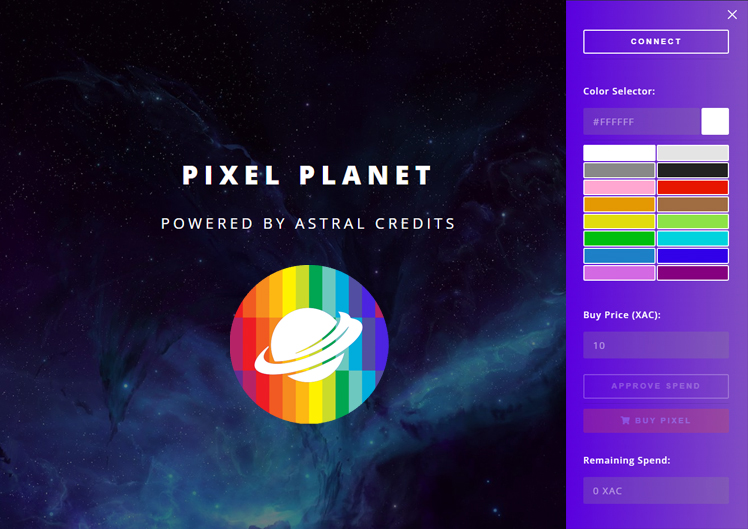 PIXEL PLANET
POWERED BY ASTRAL CREDITS
CONNECT
Color Selector:
#FFFFFF
Buy Price (XAC):
10
APPROVE SPEND
BUY PIXEL
Remaining Spend:
0 XAC